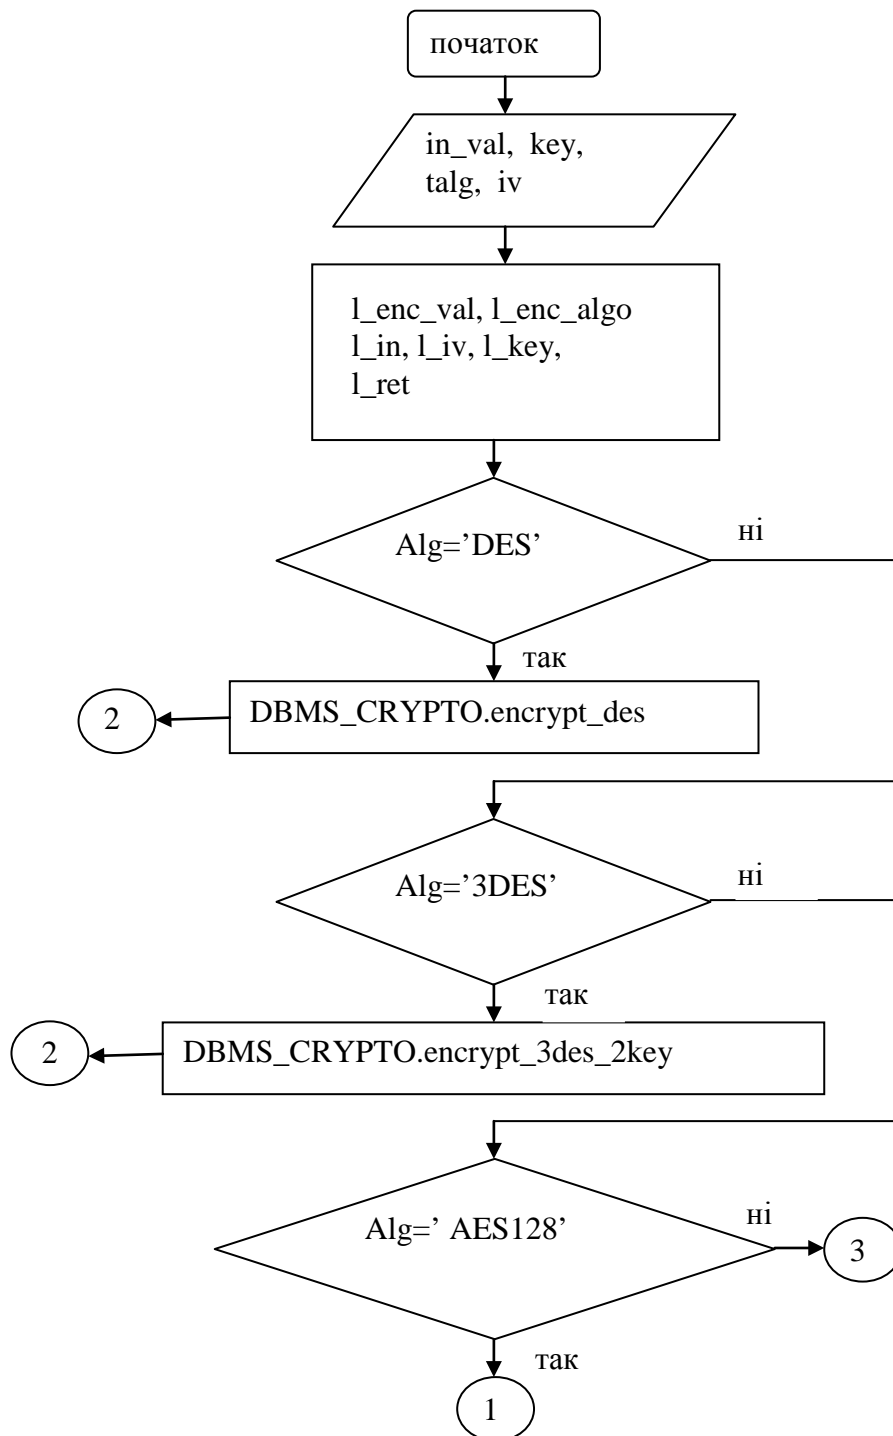 початок
in_val, key,
talg, iv
l_enc_val, l_enc_algo
l_in, l_iv, l_key,
l_ret
Alg=’DES’
ні
так
2
DBMS_CRYPTO.encrypt_des
Alg=’3DES’
ні
так
2
DBMS_CRYPTO.encrypt_3des_2key
Alg=’ AES128’
ні
3
так
1